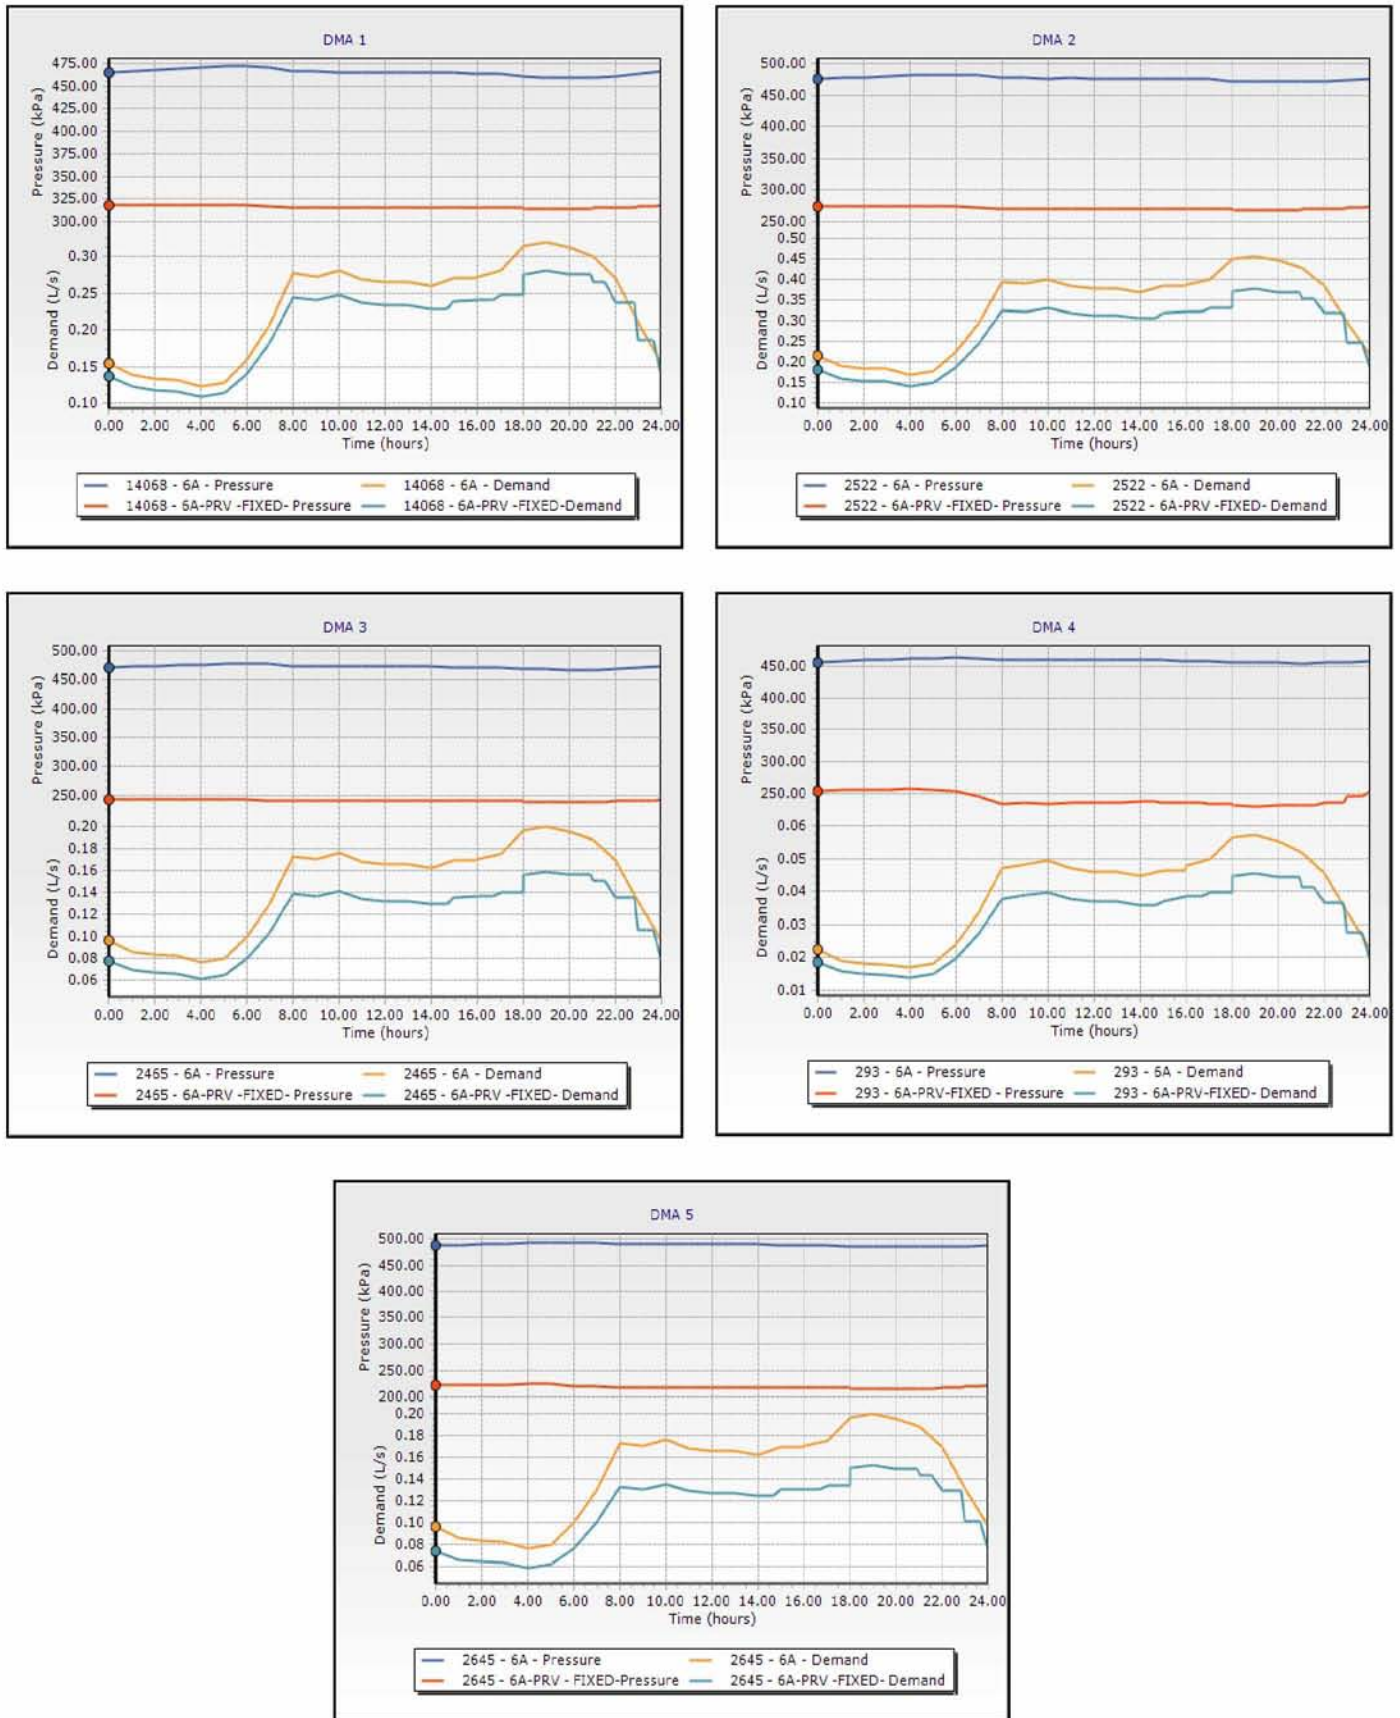 DMA 1
475.00
450.00
425.00
400.00
375.00
350.00
325.00
300.00
Pressure (kPa)
0.30
0.25
0.20
0.15
0.10
Demand (L/s)
0.00 2.00 4.00 6.00 8.00 10.00 12.00 14.00 16.00 18.00 20.00 22.00 24.00
Time (hours)
14068 - 6A - Pressure 14068 - 6A - Demand
14068 - 6A-PRV -FIXED- Pressure 14068 - 6A-PRV -FIXED-Demand
DMA 2
500.00
450.00
400.00
350.00
300.00
250.00
Pressure (kPa)
0.50
0.45
0.40
0.35
0.30
0.25
0.20
0.15
0.10
Demand (L/s)
0.00 2.00 4.00 6.00 8.00 10.00 12.00 14.00 16.00 18.00 20.00 22.00 24.00
Time (hours)
2522 - 6A - Pressure 2522 - 6A - Demand
2522 - 6A-PRV -FIXED- Pressure 2522 - 6A-PRV -FIXED- Demand
DMA 3
500.00
450.00
400.00
350.00
300.00
250.00
Pressure (kPa)
0.20
0.18
0.16
0.14
0.12
0.10
0.08
0.06
Demand (L/s)
0.00 2.00 4.00 6.00 8.00 10.00 12.00 14.00 16.00 18.00 20.00 22.00 24.00
Time (hours)
2465 - 6A - Pressure 2465 - 6A - Demand
2465 - 6A-PRV -FIXED- Pressure 2465 - 6A-PRV -FIXED- Demand
DMA 4
450.00
400.00
350.00
300.00
250.00
Pressure (kPa)
0.06
0.05
0.04
0.03
0.02
0.01
Demand (L/s)
0.00 2.00 4.00 6.00 8.00 10.00 12.00 14.00 16.00 18.00 20.00 22.00 24.00
Time (hours)
293 - 6A - Pressure 293 - 6A - Demand
293 - 6A-PRV-FIXED - Pressure 293 - 6A-PRV -FIXED- Demand
DMA 5
500.00
450.00
400.00
350.00
300.00
250.00
200.00
Pressure (kPa)
0.20
0.18
0.16
0.14
0.12
0.10
0.08
0.06
Demand (L/s)
0.00 2.00 4.00 6.00 8.00 10.00 12.00 14.00 16.00 18.00 20.00 22.00 24.00
Time (hours)
2645 - 6A - Pressure 2645 - 6A - Demand
2645 - 6A-PRV - FIXED-Pressure 2645 - 6A-PRV -FIXED- Demand